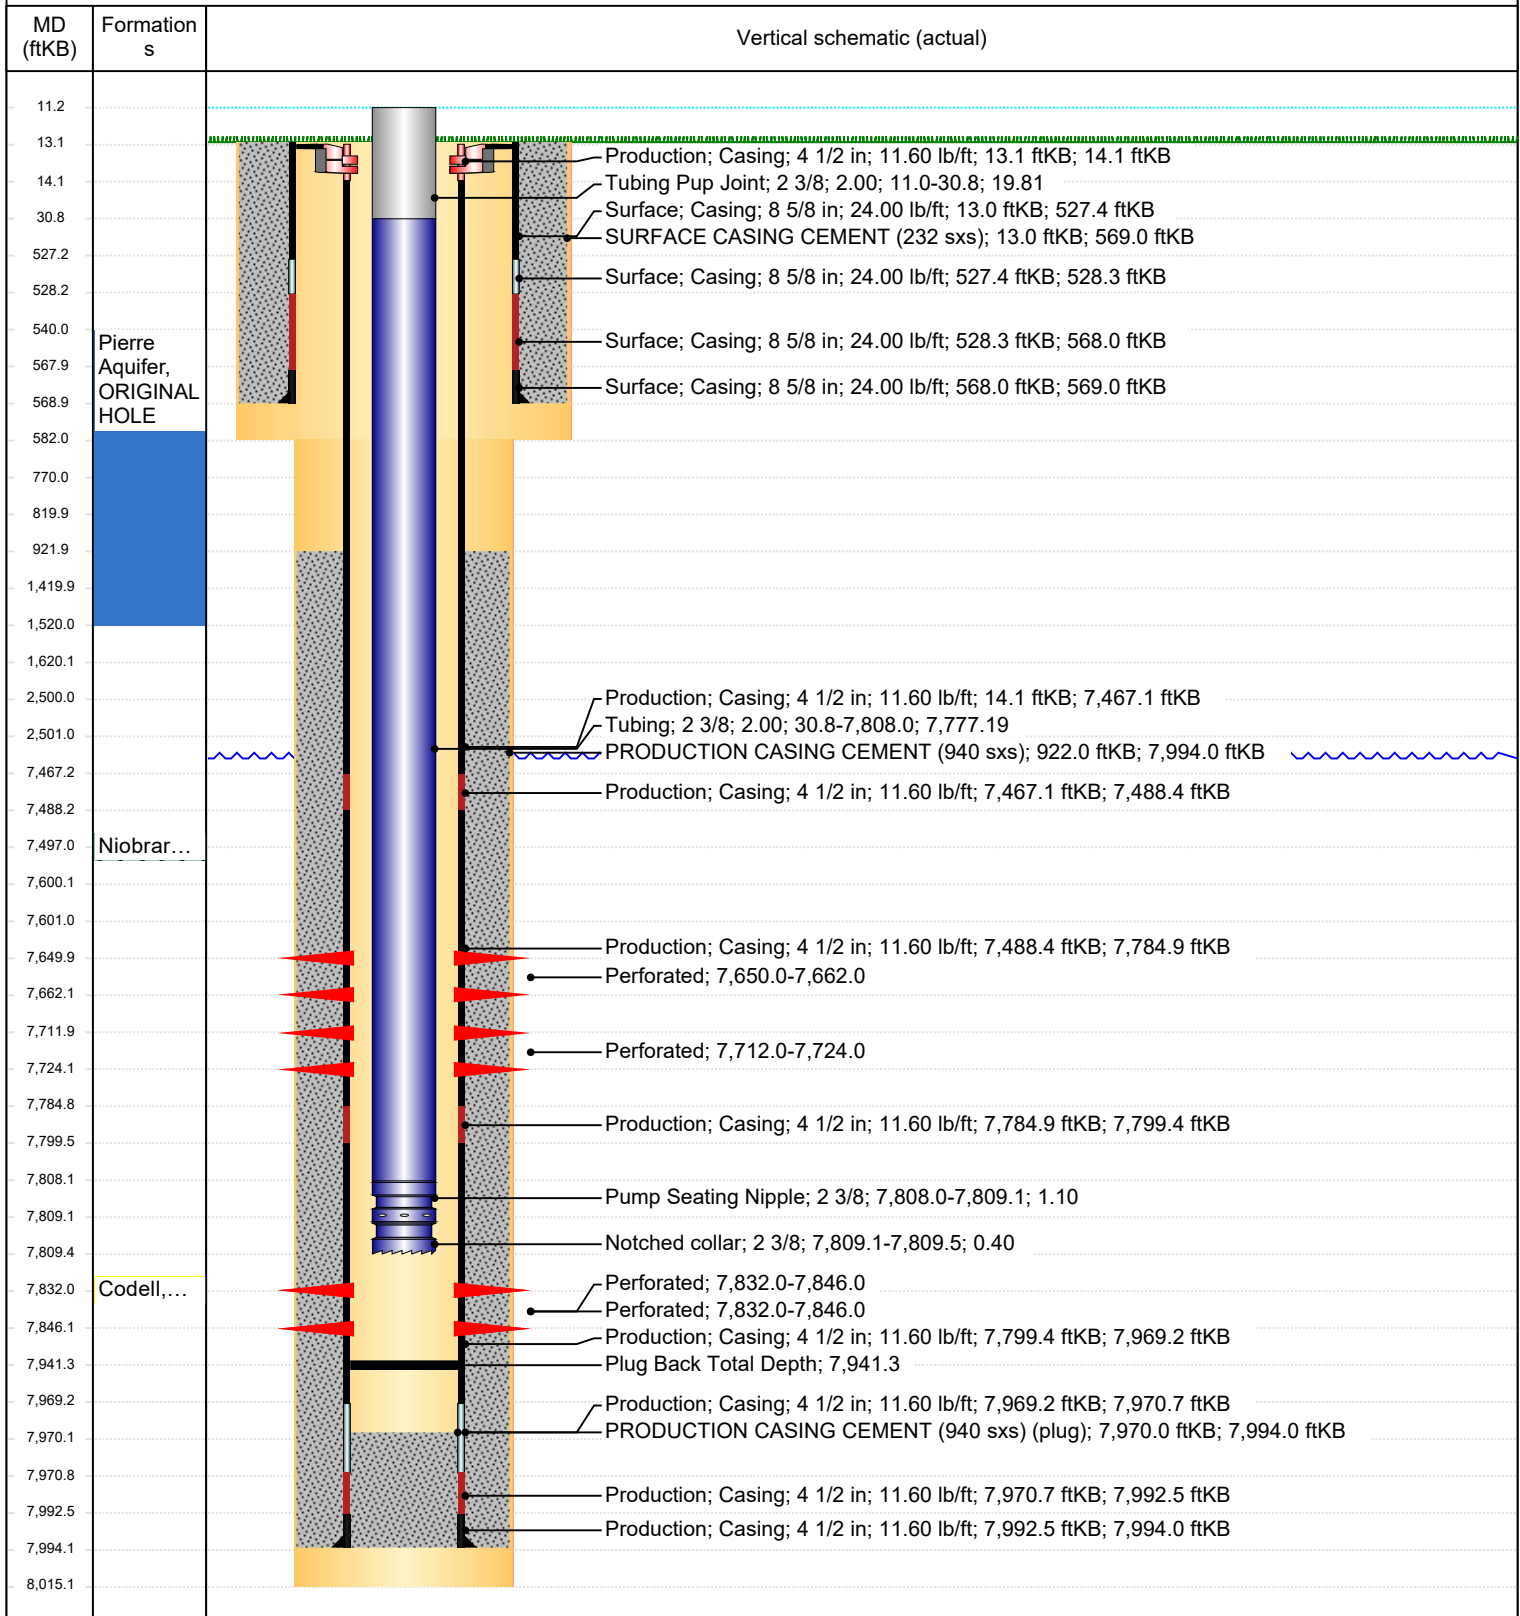 MD
(ftKB)
Formation
s
Vertical schematic (actual)
11.2
13.1
14.1
30.8
527.2
528.2
540.0
567.9
568.9
582.0
770.0
819.9
921.9
1,419.9
1,520.0
1,620.1
2,500.0
2,501.0
7,467.2
7,488.2
7,497.0
7,600.1
7,601.0
7,649.9
7,662.1
7,711.9
7,724.1
7,784.8
7,799.5
7,808.1
7,809.1
7,809.4
7,832.0
7,846.1
7,941.3
7,969.2
7,970.1
7,970.8
7,992.5
7,994.1
8,015.1
Pierre
Aquifer,
ORIGINAL
HOLE
Niobrar…
Codell,…
Production; Casing; 4 1/2 in; 11.60 lb/ft; 13.1 ftKB; 14.1 ftKB
Tubing Pup Joint; 2 3/8; 2.00; 11.0-30.8; 19.81
Surface; Casing; 8 5/8 in; 24.00 lb/ft; 13.0 ftKB; 527.4 ftKB
SURFACE CASING CEMENT (232 sxs); 13.0 ftKB; 569.0 ftKB
Surface; Casing; 8 5/8 in; 24.00 lb/ft; 527.4 ftKB; 528.3 ftKB
Surface; Casing; 8 5/8 in; 24.00 lb/ft; 528.3 ftKB; 568.0 ftKB
Surface; Casing; 8 5/8 in; 24.00 lb/ft; 568.0 ftKB; 569.0 ftKB
Production; Casing; 4 1/2 in; 11.60 lb/ft; 14.1 ftKB; 7,467.1 ftKB
Tubing; 2 3/8; 2.00; 30.8-7,808.0; 7,777.19
PRODUCTION CASING CEMENT (940 sxs); 922.0 ftKB; 7,994.0 ftKB
Production; Casing; 4 1/2 in; 11.60 lb/ft; 7,467.1 ftKB; 7,488.4 ftKB
Production; Casing; 4 1/2 in; 11.60 lb/ft; 7,488.4 ftKB; 7,784.9 ftKB
Perforated; 7,650.0-7,662.0
Perforated; 7,712.0-7,724.0
Production; Casing; 4 1/2 in; 11.60 lb/ft; 7,784.9 ftKB; 7,799.4 ftKB
Pump Seating Nipple; 2 3/8; 7,808.0-7,809.1; 1.10
Notched collar; 2 3/8; 7,809.1-7,809.5; 0.40
Perforated; 7,832.0-7,846.0
Perforated; 7,832.0-7,846.0
Production; Casing; 4 1/2 in; 11.60 lb/ft; 7,799.4 ftKB; 7,969.2 ftKB
Plug Back Total Depth; 7,941.3
Production; Casing; 4 1/2 in; 11.60 lb/ft; 7,969.2 ftKB; 7,970.7 ftKB
PRODUCTION CASING CEMENT (940 sxs) (plug); 7,970.0 ftKB; 7,994.0 ftKB
Production; Casing; 4 1/2 in; 11.60 lb/ft; 7,970.7 ftKB; 7,992.5 ftKB
Production; Casing; 4 1/2 in; 11.60 lb/ft; 7,992.5 ftKB; 7,994.0 ftKB